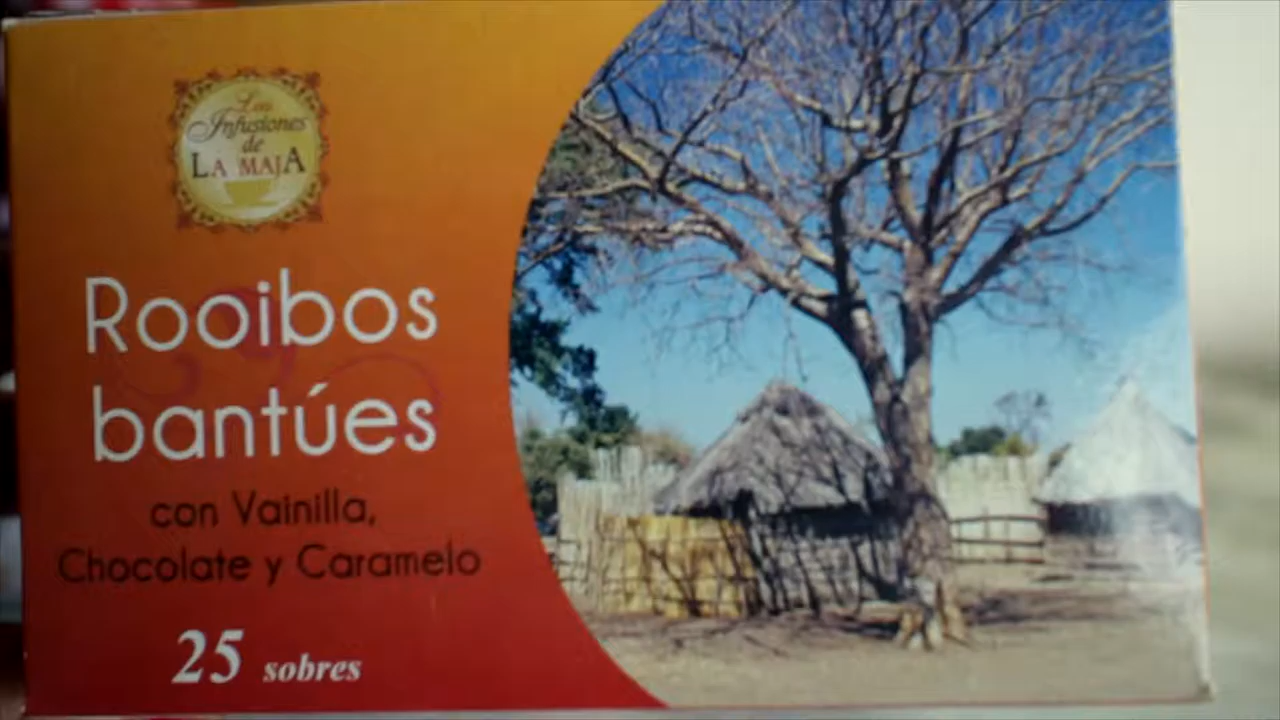 Las
Infusiones
de
LA MAJA
Rooibos
bantúes
con Vainilla,
Chocolate y Caramelo
25 sobres